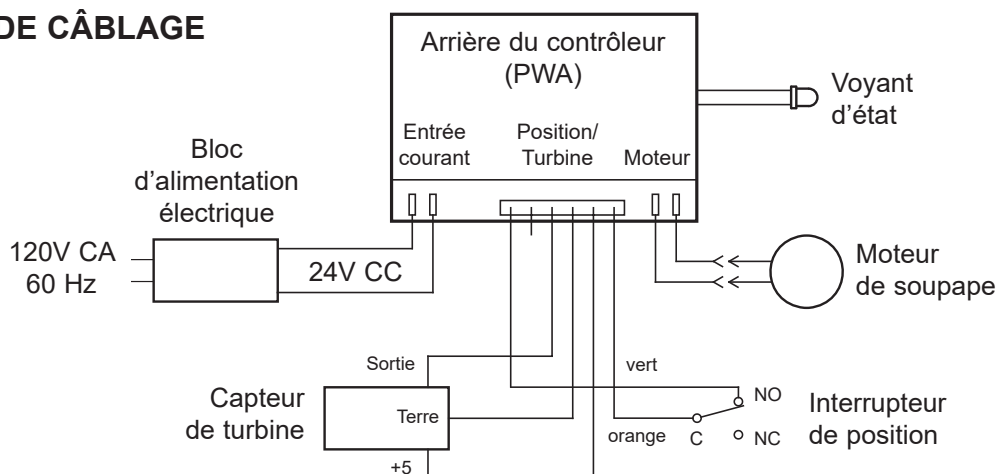 DE CÂBLAGE
Arrière du contrôleur
(PWA)
Voyant
d'état
Entrée
courant
Position/
Turbine
Moteur
Bloc
d'alimentation
électrique
120V CA
60 Hz
24V CC
Moteur
de soupape
Sortie
vert
Capteur
de turbine
Terre
+5
orange
C
NO
NC
Interrupteur
de position